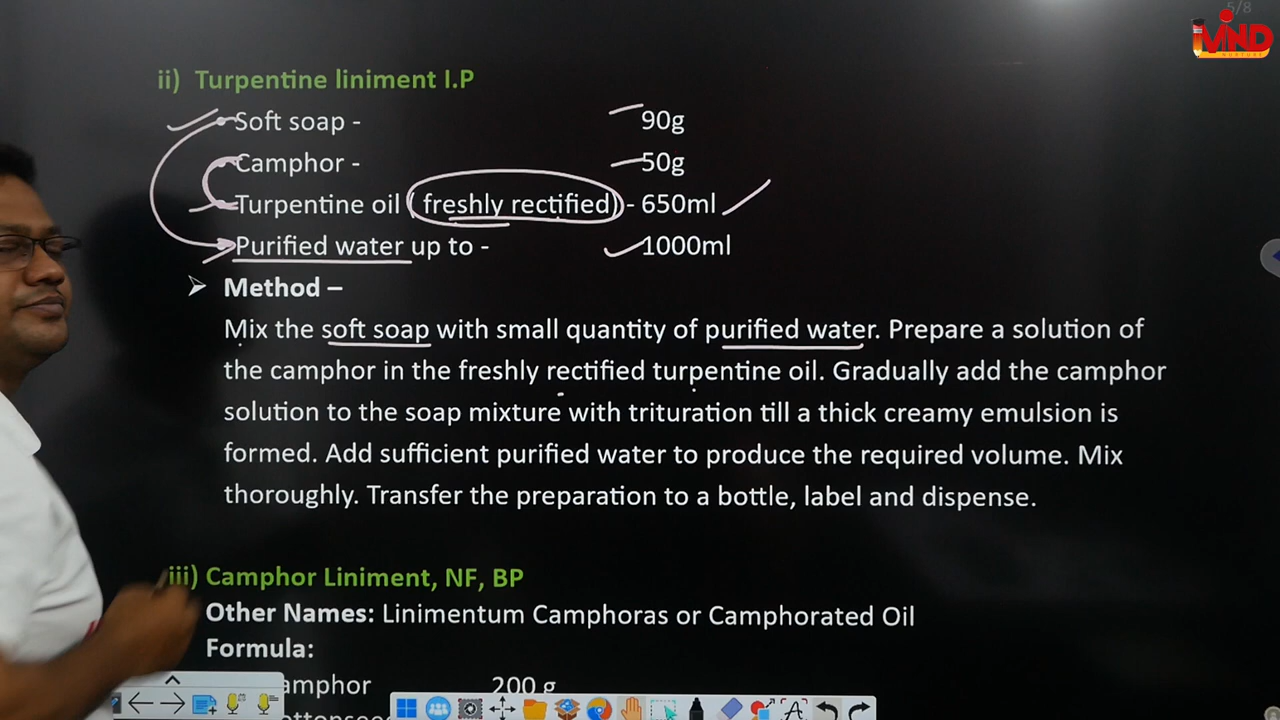 5/8
MIND
ii) Turpentine liniment I.P
Soft soap - 90g
Camphor - 50g
Turpentine oil ( freshly rectified) - 650ml
Purified water up to - 1000ml
Method –
Mix the soft soap with small quantity of purified water. Prepare a solution of
the camphor in the freshly rectified turpentine oil. Gradually add the camphor
solution to the soap mixture with trituration till a thick creamy emulsion is
formed. Add sufficient purified water to produce the required volume. Mix
thoroughly. Transfer the preparation to a bottle, label and dispense.
iii) Camphor Liniment, NF, BP
Other Names: Linimentum Camphoras or Camphorated Oil
Formula:
amphor 200 g